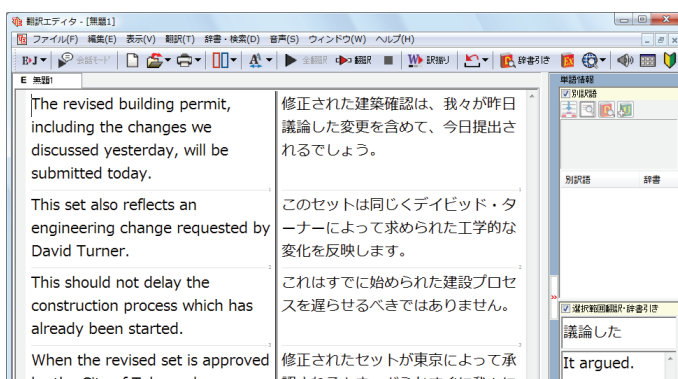 翻訳エディタ - [無題1]
ファイル(F) 編集(E) 表示(V) 翻訳(T) 辞書・検索(D) 音声(S) ウィンドウ(W) ヘルプ(H)
全翻訳 翻訳 訳振り 辞書引き
E 無題1
単語情報
別訳語
別訳語 辞書
The revised building permit,
including the changes we
discussed yesterday, will be
submitted today.
修正された建築確認は、我々が昨日
議論した変更を含めて、今日提出さ
れるでしょう。
This set also reflects an
engineering change requested by
David Turner.
このセットは同じくデイビッド・タ
ーナーによって求められた工学的な
変化を反映します。
This should not delay the
construction process which has
already been started.
これはすでに始められた建設プロセ
スを遅らせるべきではありません。
When the revised set is approved
修正されたセットが東京によって承
選択範囲翻訳・辞書引き
議論した
It argued.